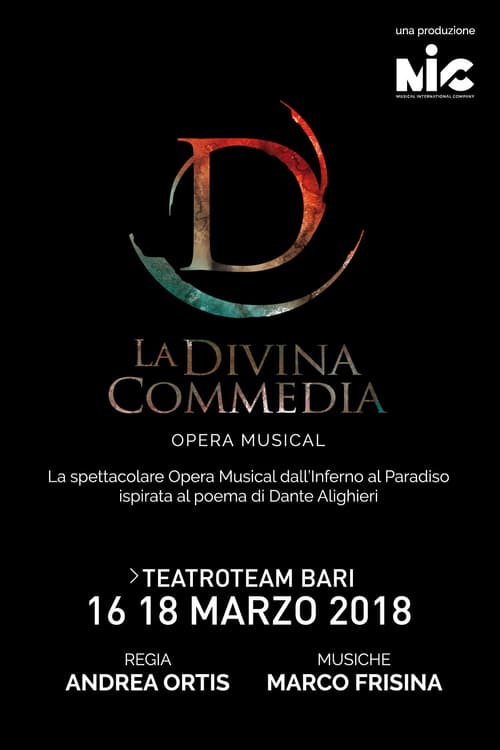 una produzione
NIC
MUSICAL INTERNATIONAL COMPANY
D
LA DIVINA
COMMEDIA
OPERA MUSICAL
La spettacolare Opera Musical dall'Inferno al Paradiso
ispirata al poema di Dante Alighieri
>TEATROTEAM BARI
16 18 MARZO 2018
REGIA
ANDREA ORTIS
MUSICHE
MARCO FRISINA